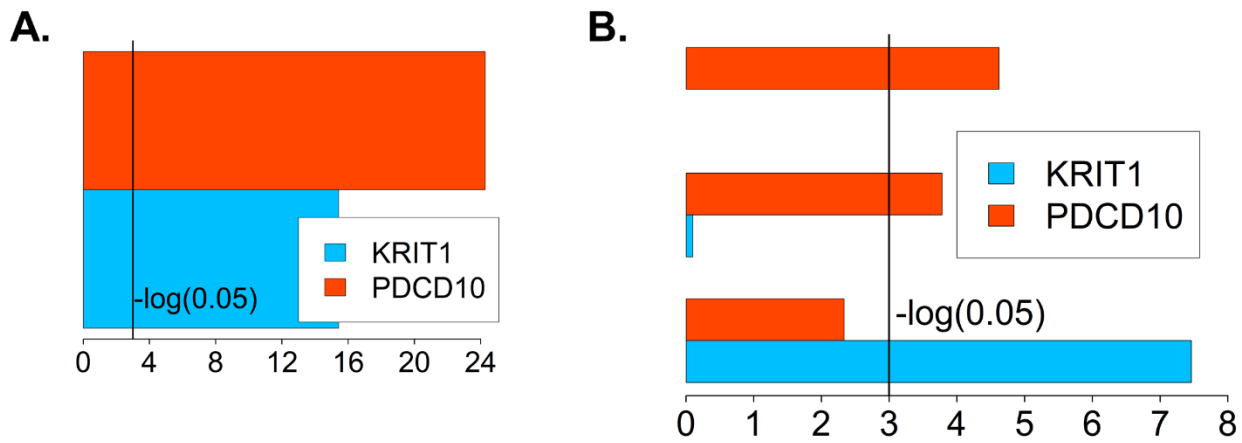 A.
KRIT1
PDCD10
-log(0.05)
0 4 8 12 16 20 24
B.
KRIT1
PDCD10
-log(0.05)
0 1 2 3 4 5 6 7 8